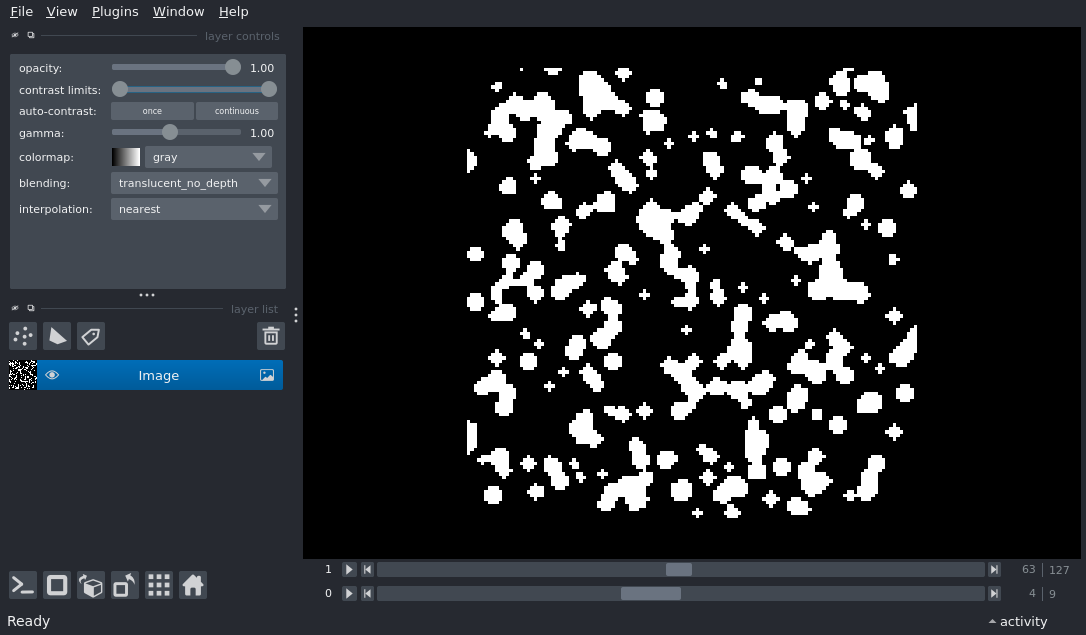 File View Plugins Window Help
layer controls
opacity: 1.00
contrast limits:
auto-contrast: once continuous
gamma: 1.00
colormap: gray
blending: translucent_no_depth
interpolation: nearest
layer list
Image
1 63 127
0 4 9
Ready activity